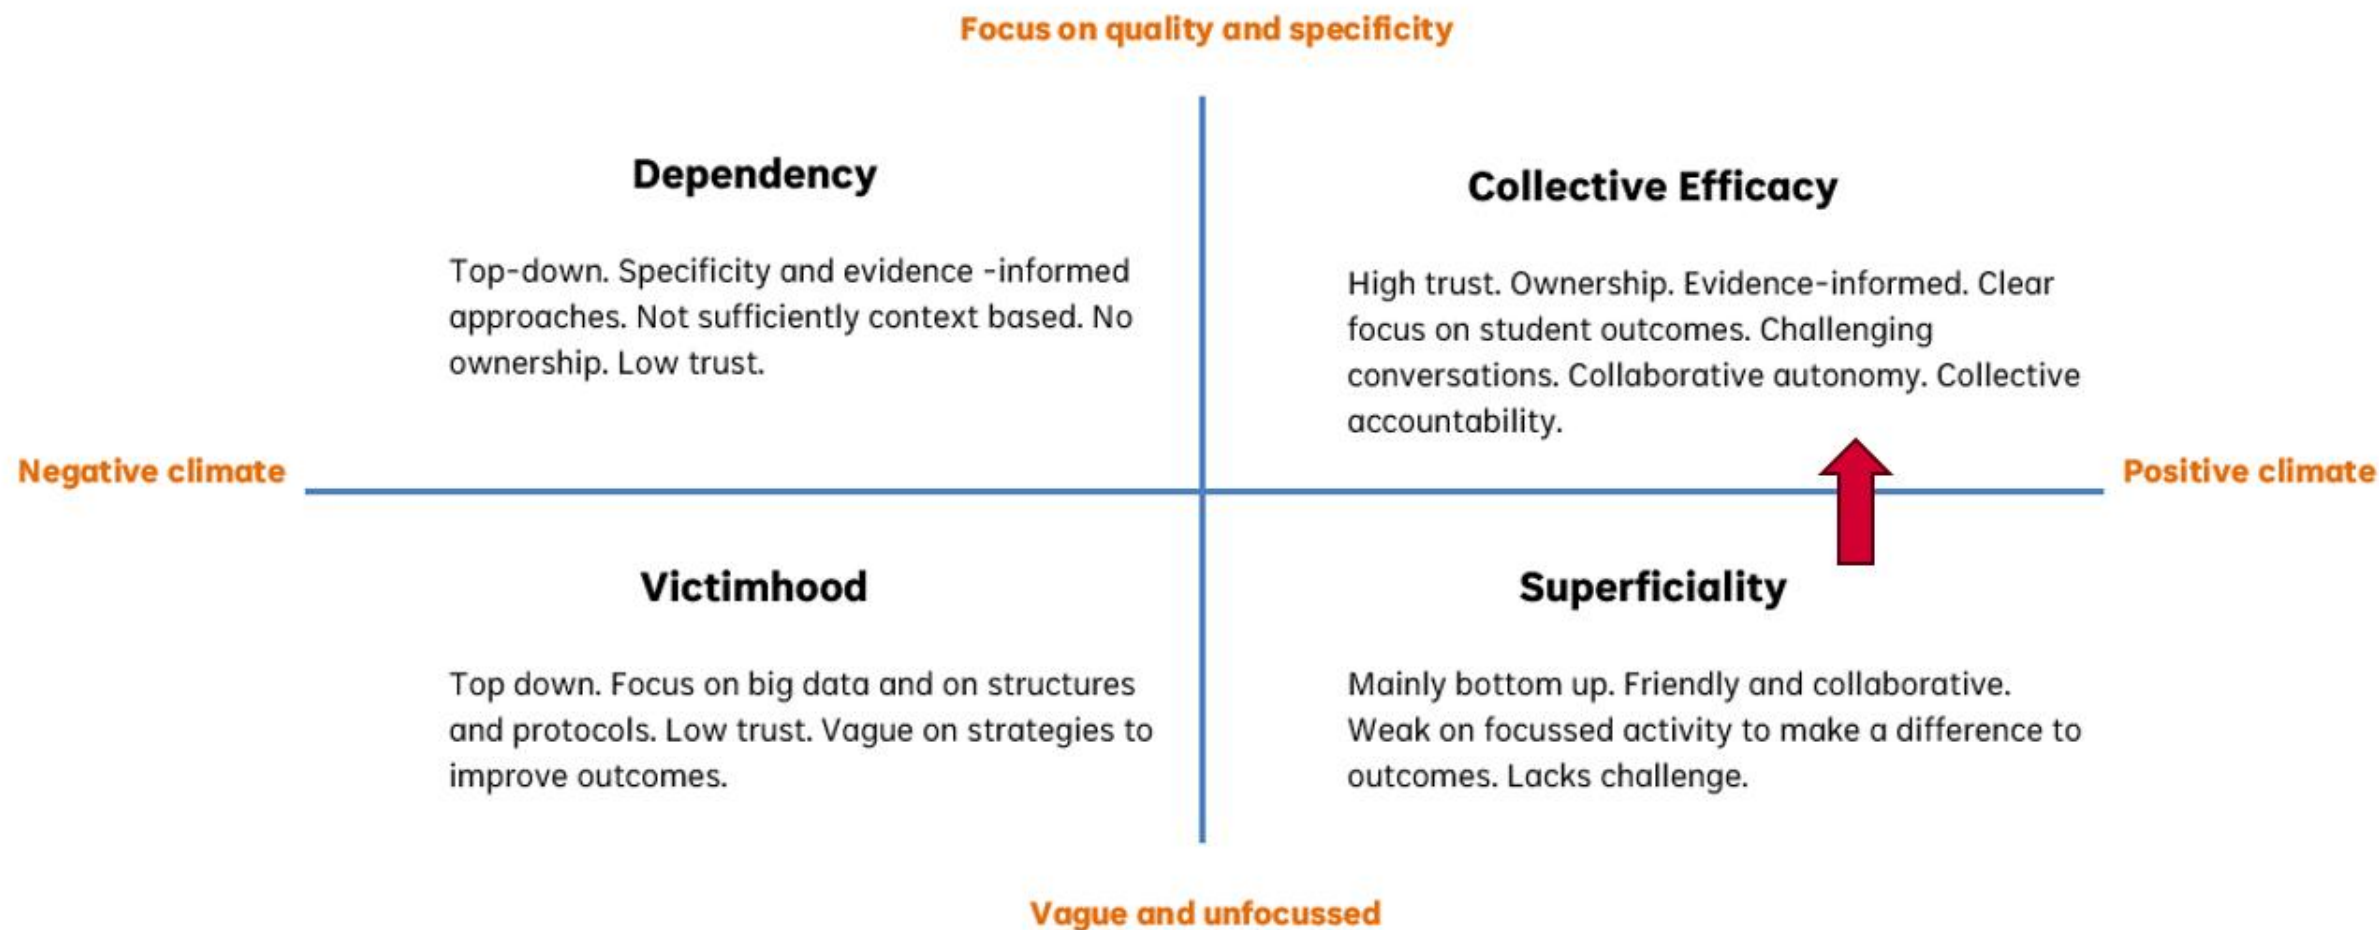 Focus on quality and specificity
Dependency
Top-down. Specificity and evidence -informed
approaches. Not sufficiently context based. No
ownership. Low trust.
Collective Efficacy
High trust. Ownership. Evidence-informed. Clear
focus on student outcomes. Challenging
conversations. Collaborative autonomy. Collective
accountability.
Negative climate
Positive climate
Victimhood
Top down. Focus on big data and on structures
and protocols. Low trust. Vague on strategies to
improve outcomes.
Superficiality
Mainly bottom up. Friendly and collaborative.
Weak on focussed activity to make a difference to
outcomes. Lacks challenge.
Vague and unfocussed